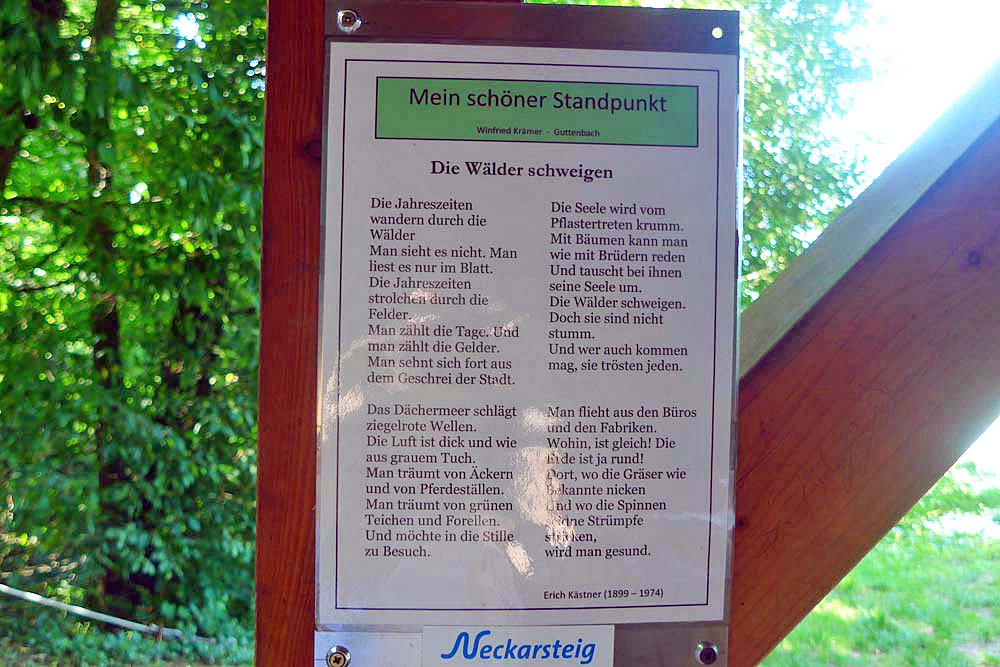 Mein schöner Standpunkt
Winfried Krämer - Guttenbach
Die Wälder schweigen
Die Jahreszeiten
wandern durch die
Wälder
Man sieht es nicht. Man
liest es nur im Blatt.
Die Jahreszeiten
strolchen durch die
Felder.
Man zählt die Tage. Und
man zählt die Gelder.
Man sehnt sich fort aus
dem Geschrei der Stadt.
Das Dächermeer schlägt
ziegelrote Wellen.
Die Luft ist dick und wie
aus grauem Tuch.
Man träumt von Äckern
und von Pferdeställen.
Man träumt von grünen
Teichen und Forellen.
Und möchte in die Stille
zu Besuch.
Die Seele wird vom
Pflastertreten krumm.
Mit Bäumen kann man
wie mit Brüdern reden
Und tauscht bei ihnen
seine Seele um.
Die Wälder schweigen.
Doch sie sind nicht
stumm.
Und wer auch kommen
mag, sie trösten jeden.
Man flieht aus den Büros
und den Fabriken.
Wohin, ist gleich! Die
Erde ist ja rund!
Dort, wo die Gräser wie
Bekannte nicken
Und wo die Spinnen
seidne Strümpfe
stricken,
wird man gesund.
Erich Kästner (1899 – 1974)
Neckarsteig